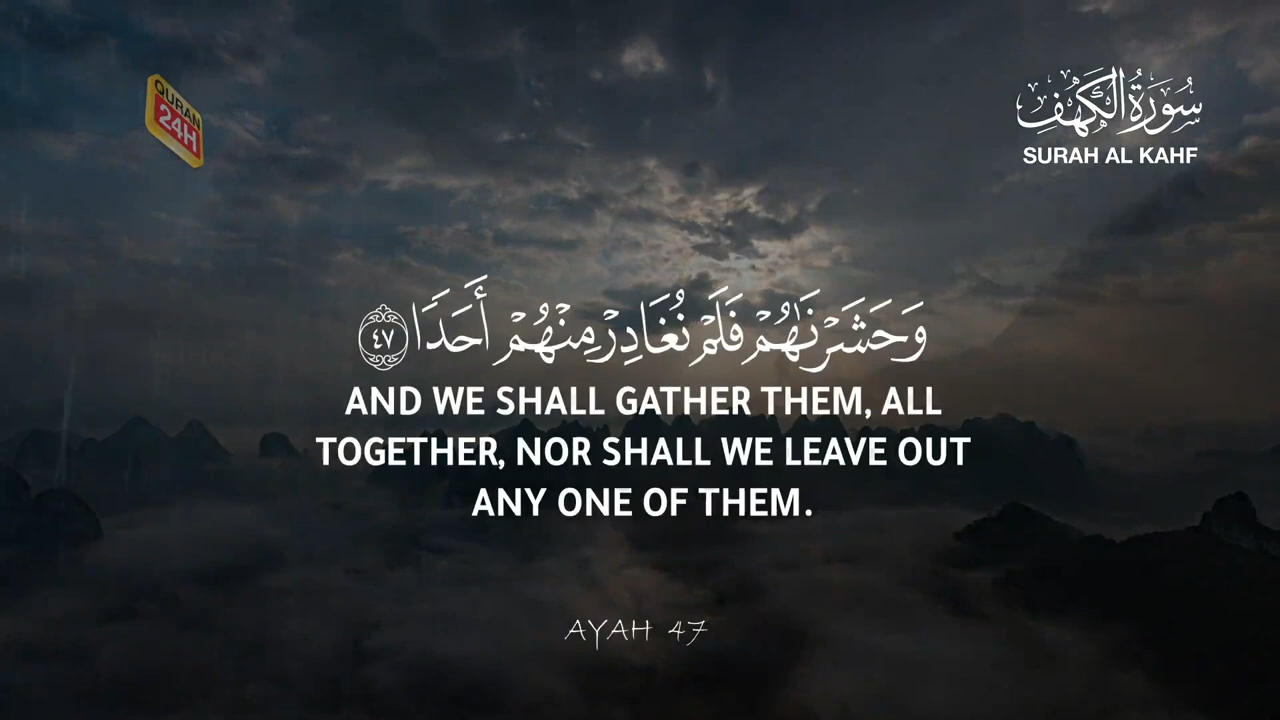 QURAN
24H
سُورَةُ الْكَهْفِ
SURAH AL KAHF
وَحَشَرْنَٰهُمْ فَلَمْ نُغَادِرْ مِنْهُمْ أَحَدًا ٤٧
AND WE SHALL GATHER THEM, ALL
TOGETHER, NOR SHALL WE LEAVE OUT
ANY ONE OF THEM.
AYAH 47